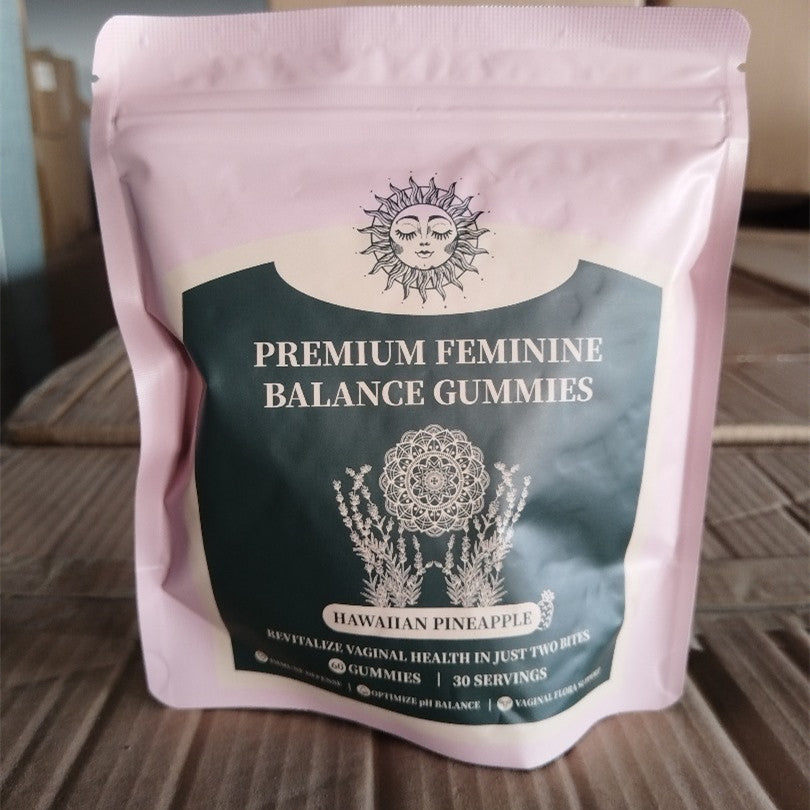 PREMIUM FEMININE
BALANCE GUMMIES
HAWAIIAN PINEAPPLE
REVITALIZE VAGINAL HEALTH IN JUST TWO BITES
60 GUMMIES | 30 SERVINGS
| OPTIMIZE pH BALANCE | VAGINAL FLORA SUPPORT